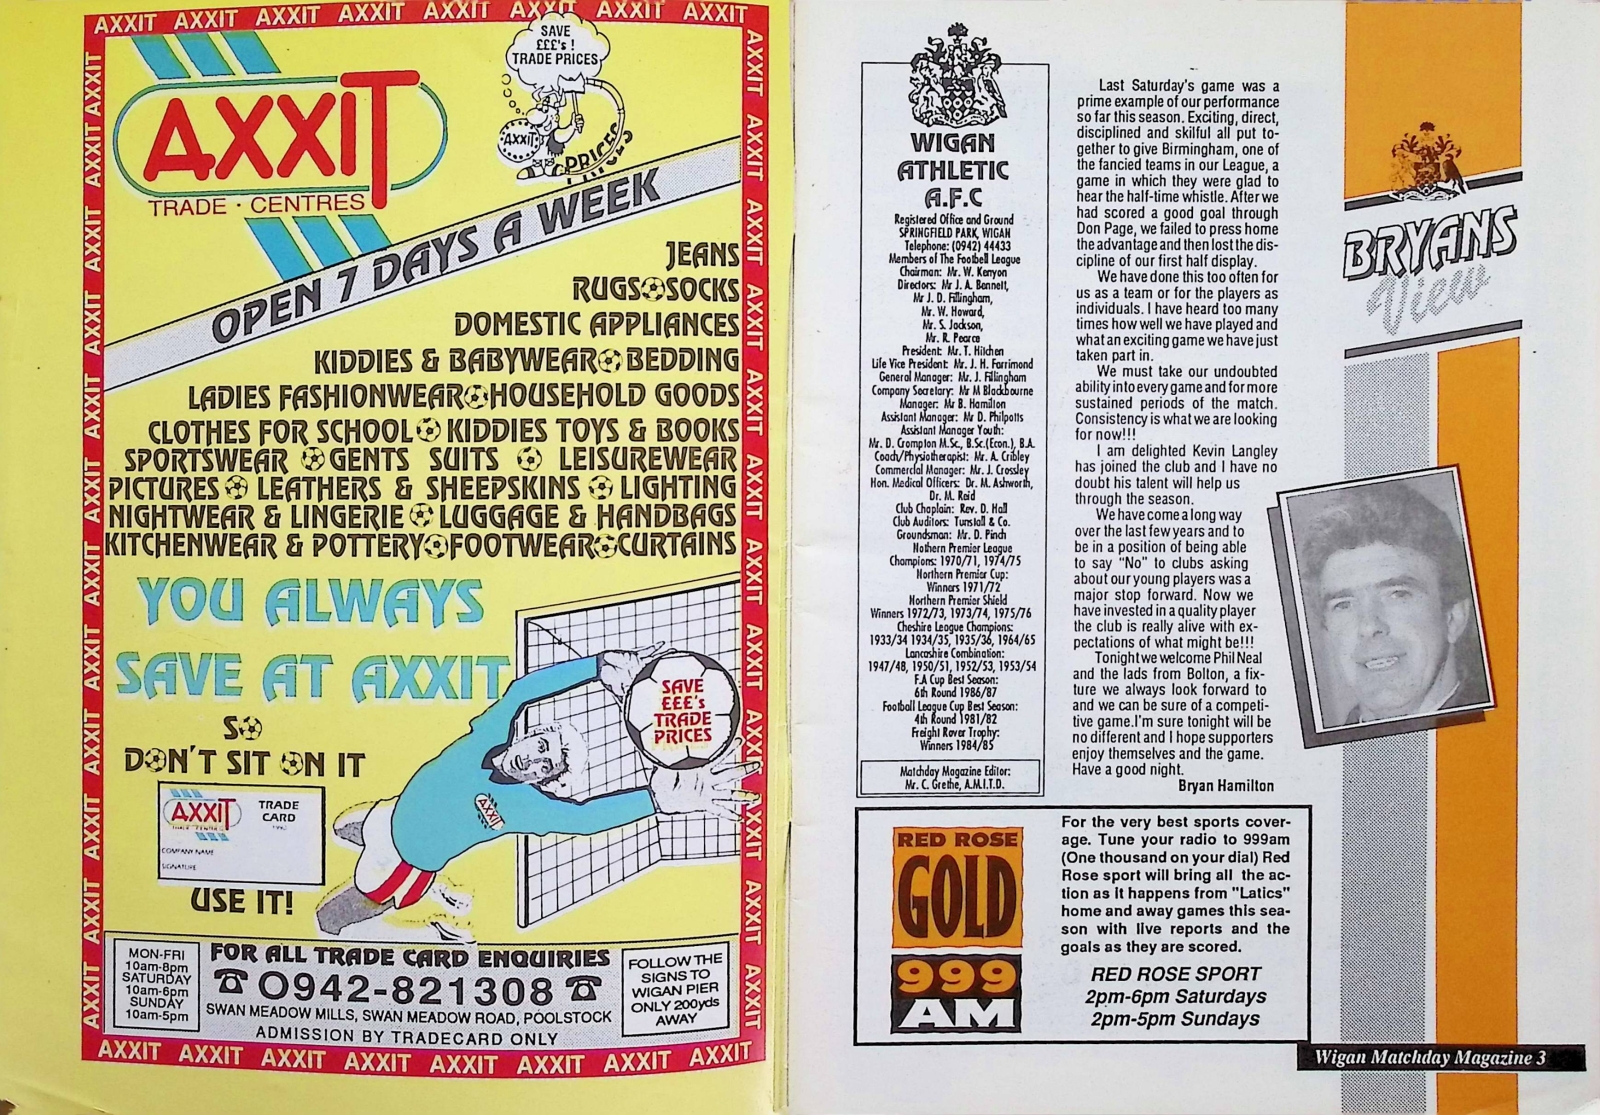 AXXIT AXXIT AXXIT AXXIT AXXIT AXXIT AXXIT AXXIT
SAVE
£££'s !
TRADE PRICES
AXXIT
TRADE · CENTRES
AXXIT
PRICES
OPEN 7 DAYS A WEEK
JEANS
RUGS SOCKS
DOMESTIC APPLIANCES
KIDDIES & BABYWEAR BEDDING
LADIES FASHIONWEAR HOUSEHOLD GOODS
CLOTHES FOR SCHOOL KIDDIES TOYS & BOOKS
SPORTSWEAR GENTS SUITS LEISUREWEAR
PICTURES LEATHERS & SHEEPSKINS LIGHTING
NIGHTWEAR & LINGERIE LUGGAGE & HANDBAGS
KITCHENWEAR & POTTERY FOOTWEAR CURTAINS
YOU ALWAYS
SAVE AT AXXIT
SO
DON'T SIT ON IT
SAVE
£££'s
TRADE
PRICES
AXXIT
AXXIT
TRADE
CARD
COMPANY NAME
SIGNATURE
USE IT!
MON-FRI
10am-8pm
SATURDAY
10am-6pm
SUNDAY
10am-5pm
FOR ALL TRADE CARD ENQUIRIES
☎ 0942-821308 ☎
SWAN MEADOW MILLS, SWAN MEADOW ROAD, POOLSTOCK
ADMISSION BY TRADECARD ONLY
FOLLOW THE
SIGNS TO
WIGAN PIER
ONLY 200yds
AWAY
AXXIT AXXIT AXXIT AXXIT AXXIT AXXIT AXXIT AXXIT
WIGAN
ATHLETIC
A.F.C
Registered Office and Ground
SPRINGFIELD PARK, WIGAN
Telephone: (0942) 44433
Members of The Football League
Chairman: Mr. W. Kenyon
Directors: Mr J. A. Bennett,
Mr J. D. Fillingham,
Mr. W. Howard,
Mr. S. Jackson,
Mr. R. Pearce
President: Mr. T. Hitchen
Life Vice President: Mr. J. H. Farrimond
General Manager: Mr. J. Fillingham
Company Secretary: Mr M Blackbourne
Manager: Mr B. Hamilton
Assistant Manager: Mr D. Philpotts
Assistant Manager Youth:
Mr. D. Crompton M.Sc., B.Sc.(Econ.), B.A.
Coach/Physiotherapist: Mr. A. Cribley
Commercial Manager: Mr. J. Crossley
Hon. Medical Officers: Dr. M. Ashworth,
Dr. M. Reid
Club Chaplain: Rev. D. Hall
Club Auditors: Tunstall & Co.
Groundsman: Mr. D. Pinch
Nothern Premier League
Champions: 1970/71, 1974/75
Northern Premier Cup:
Winners 1971/72
Northern Premier Shield
Winners 1972/73, 1973/74, 1975/76
Cheshire League Champions:
1933/34 1934/35, 1935/36, 1964/65
Lancashire Combination:
1947/48, 1950/51, 1952/53, 1953/54
F.A Cup Best Season:
6th Round 1986/87
Football League Cup Best Season:
4th Round 1981/82
Freight Rover Trophy:
Winners 1984/85
Matchday Magazine Editor:
Mr. C. Grethe, A.M.I.T.D.
Last Saturday's game was a
prime example of our performance
so far this season. Exciting, direct,
disciplined and skilful all put to-
gether to give Birmingham, one of
the fancied teams in our League, a
game in which they were glad to
hear the half-time whistle. After we
had scored a good goal through
Don Page, we failed to press home
the advantage and then lost the dis-
cipline of our first half display.
We have done this too often for
us as a team or for the players as
individuals. I have heard too many
times how well we have played and
what an exciting game we have just
taken part in.
We must take our undoubted
ability into every game and for more
sustained periods of the match.
Consistency is what we are looking
for now!!!
I am delighted Kevin Langley
has joined the club and I have no
doubt his talent will help us
through the season.
We have come a long way
over the last few years and to
be in a position of being able
to say "No" to clubs asking
about our young players was a
major stop forward. Now we
have invested in a quality player
the club is really alive with ex-
pectations of what might be!!!
Tonight we welcome Phil Neal
and the lads from Bolton, a fix-
ture we always look forward to
and we can be sure of a competi-
tive game.I'm sure tonight will be
no different and I hope supporters
enjoy themselves and the game.
Have a good night.
Bryan Hamilton
BRYANS
View
RED ROSE
GOLD
999
AM
For the very best sports cover-
age. Tune your radio to 999am
(One thousand on your dial) Red
Rose sport will bring all the ac-
tion as it happens from "Latics"
home and away games this sea-
son with live reports and the
goals as they are scored.
RED ROSE SPORT
2pm-6pm Saturdays
2pm-5pm Sundays
Wigan Matchday Magazine 3